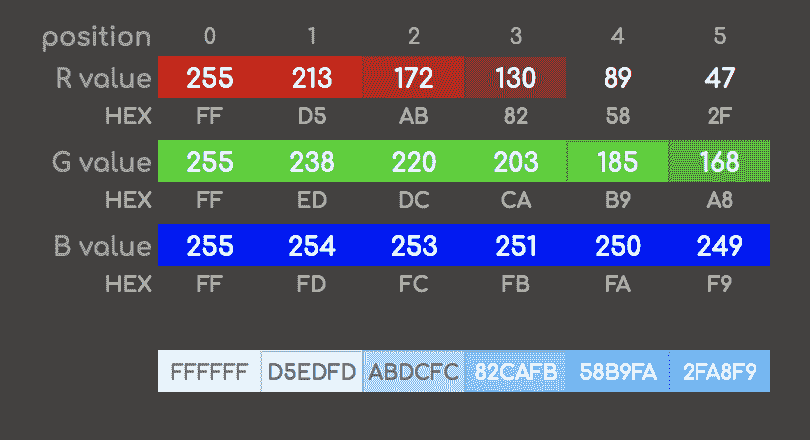 position 0 1 2 3 4 5
R value 255 213 172 130 89 47
HEX FF D5 AB 82 58 2F
G value 255 238 220 203 185 168
HEX FF ED DC CA B9 A8
B value 255 254 253 251 250 249
HEX FF FD FC FB FA F9
FFFFFF D5EDFD ABDCFC 82CAFB 58B9FA 2FA8F9